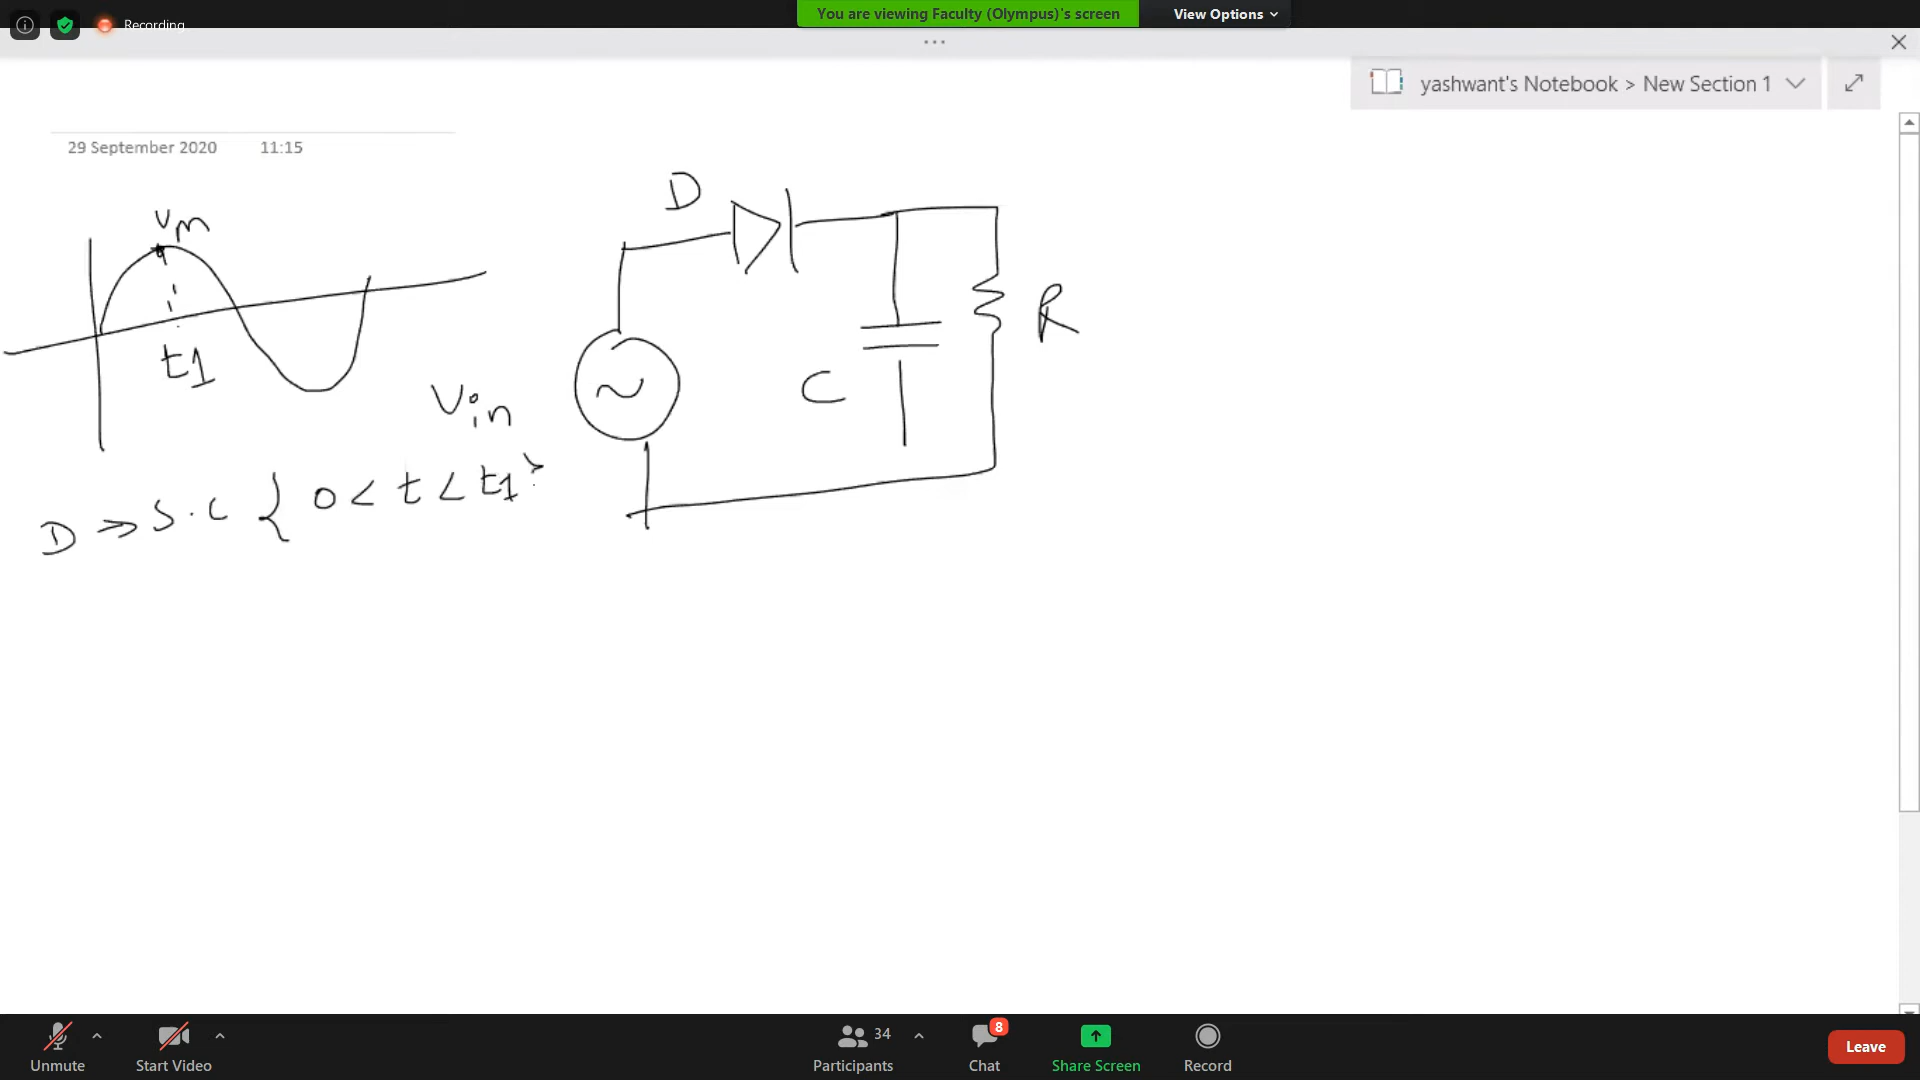 Recording
You are viewing Faculty (Olympus)'s screen
View Options
yashwant's Notebook > New Section 1
29 September 2020 11:15
Vm
t1
Vin
D
C
R
D => S.C { 0 < t < t1 }
Unmute
Start Video
34
Participants
8
Chat
Share Screen
Record
Leave